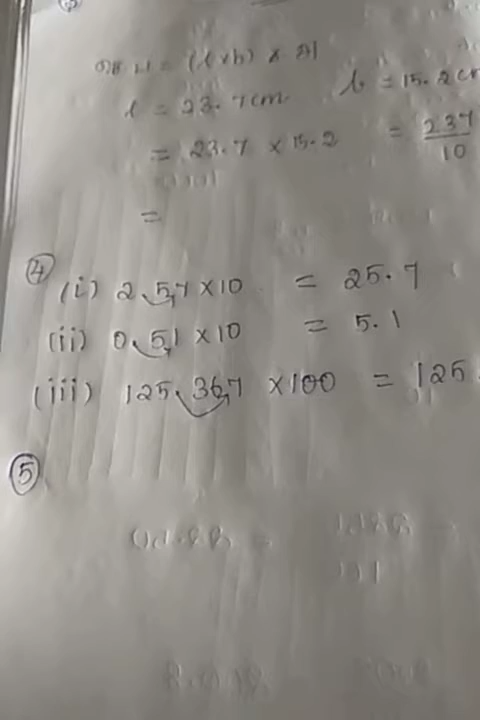 = (l x b) x
l = 23.7cm b = 15.2cm
= 23.7 x 15.2 = 237/10
=
④
(i) 2.57 x 10 = 25.7
(ii) 0.51 x 10 = 5.1
(iii) 125.367 x 100 = 125
⑤